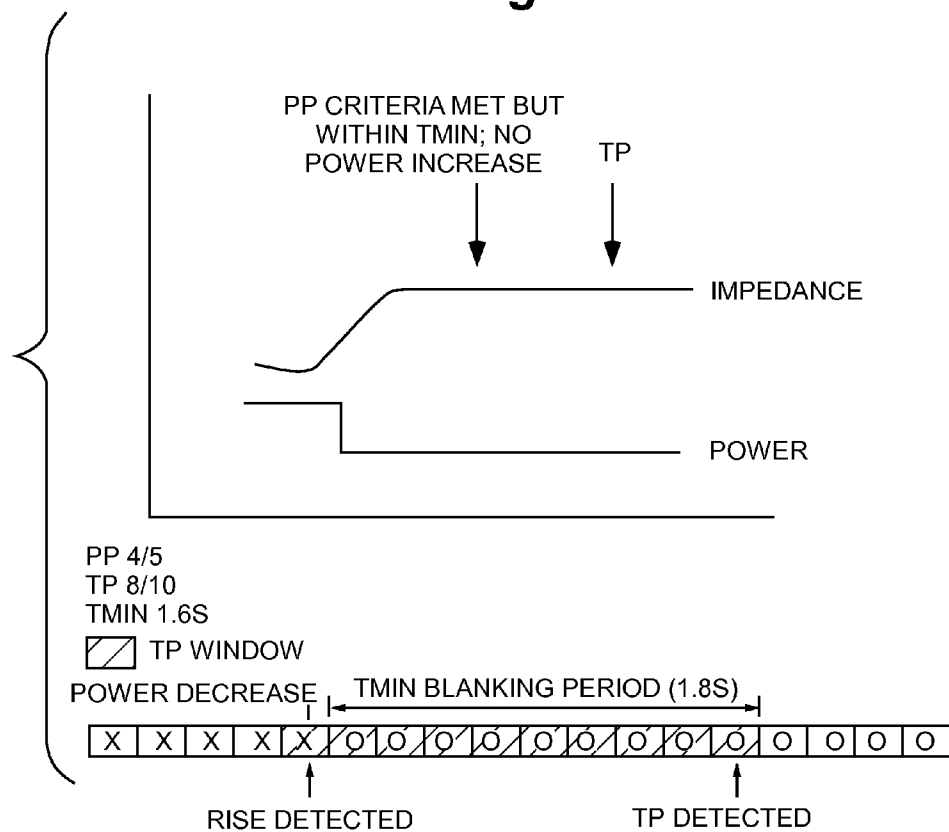 PP CRITERIA MET BUT
WITHIN TMIN; NO
POWER INCREASE
TP
IMPEDANCE
POWER
PP 4/5
TP 8/10
TMIN 1.6S
TP WINDOW
POWER DECREASE
TMIN BLANKING PERIOD (1.8S)
X X X X X O O O O O O O O O O O O O
RISE DETECTED
TP DETECTED